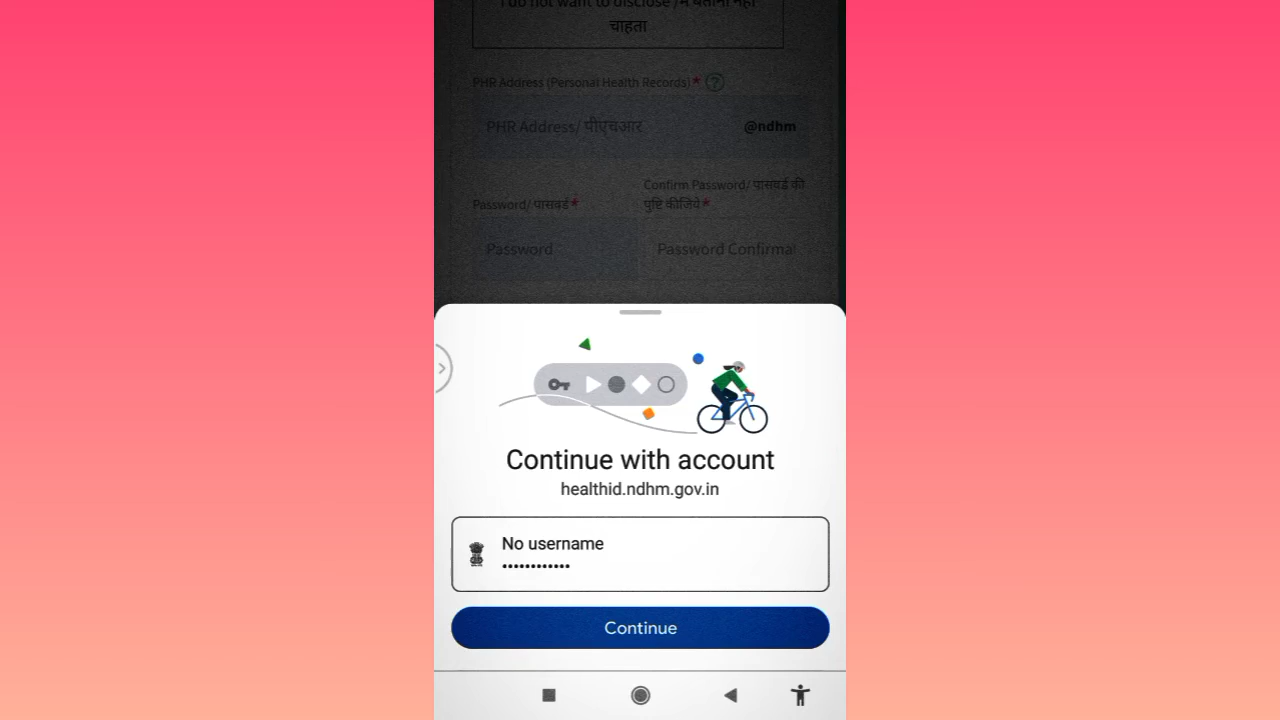 I do not want to disclose /मैं बताना नहीं
चाहता
PHR Address (Personal Health Records)* ?
PHR Address/ पीएचआर @ndhm
Confirm Password/ पासवर्ड की
Password/ पासवर्ड* पुष्टि कीजिये*
Password Password Confirma
Continue with account
healthid.ndhm.gov.in
No username
••••••••••••
Continue